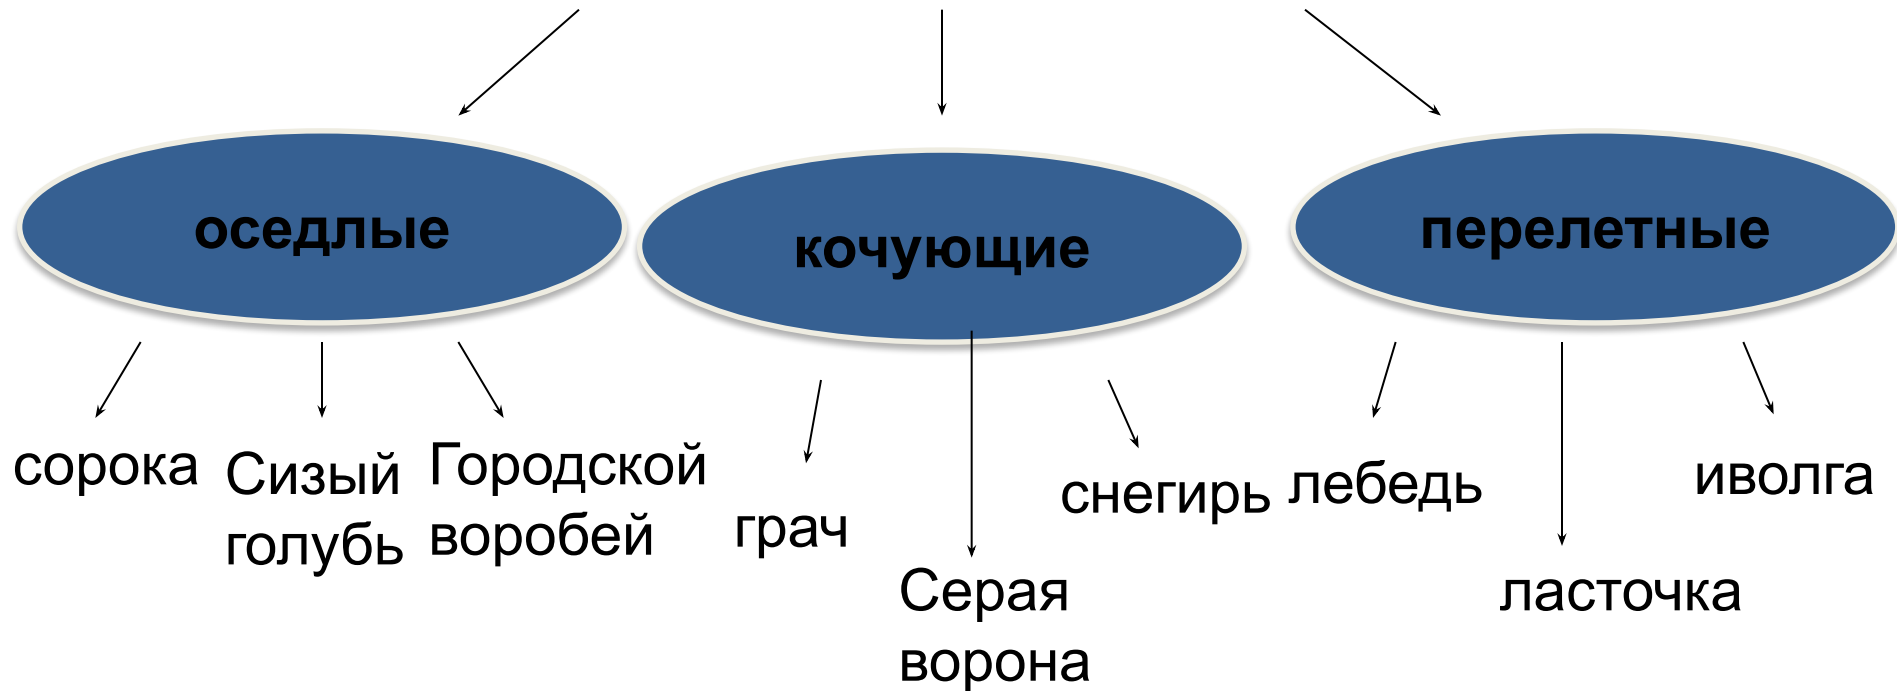 оседлые
кочующие
перелетные
сорока
Сизый
голубь
Городской
воробей
грач
Серая
ворона
снегирь
лебедь
ласточка
иволга